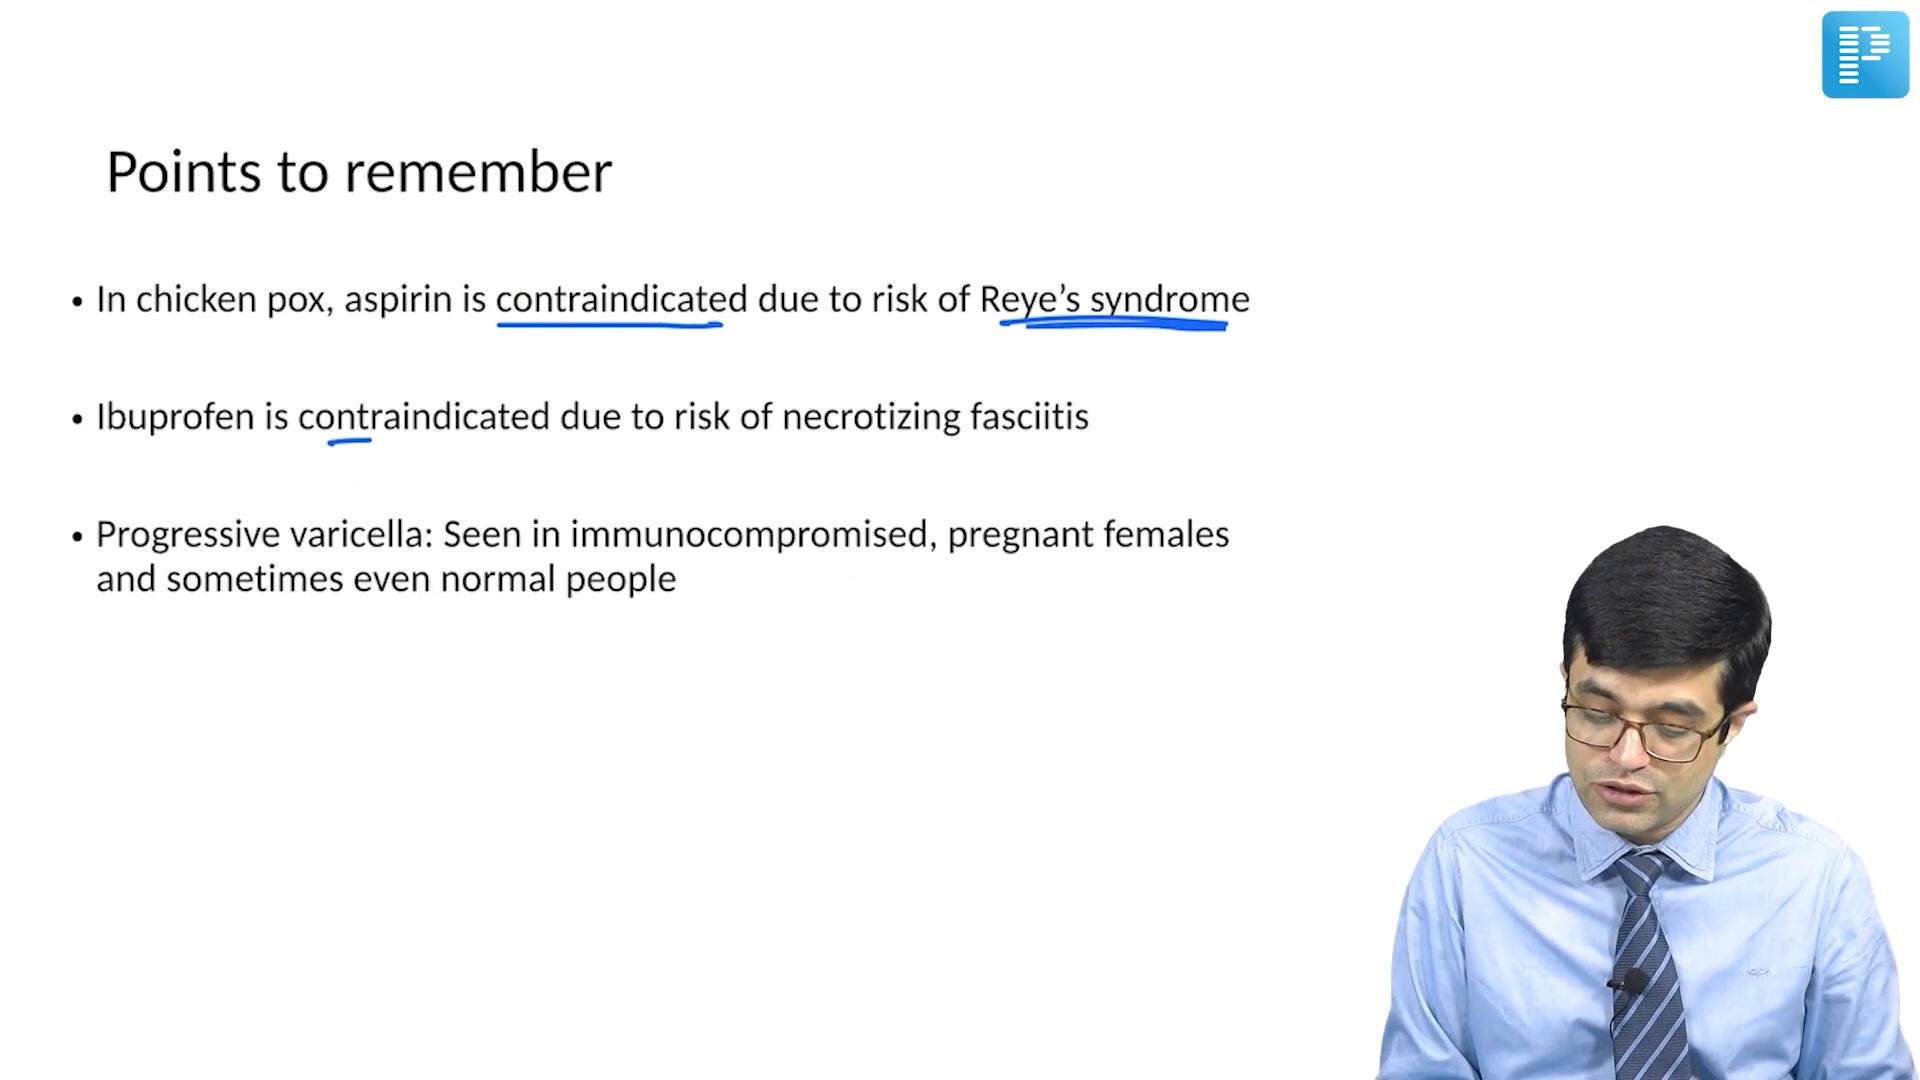 Points to remember
• In chicken pox, aspirin is contraindicated due to risk of Reye’s syndrome
• Ibuprofen is contraindicated due to risk of necrotizing fasciitis
• Progressive varicella: Seen in immunocompromised, pregnant females
and sometimes even normal people